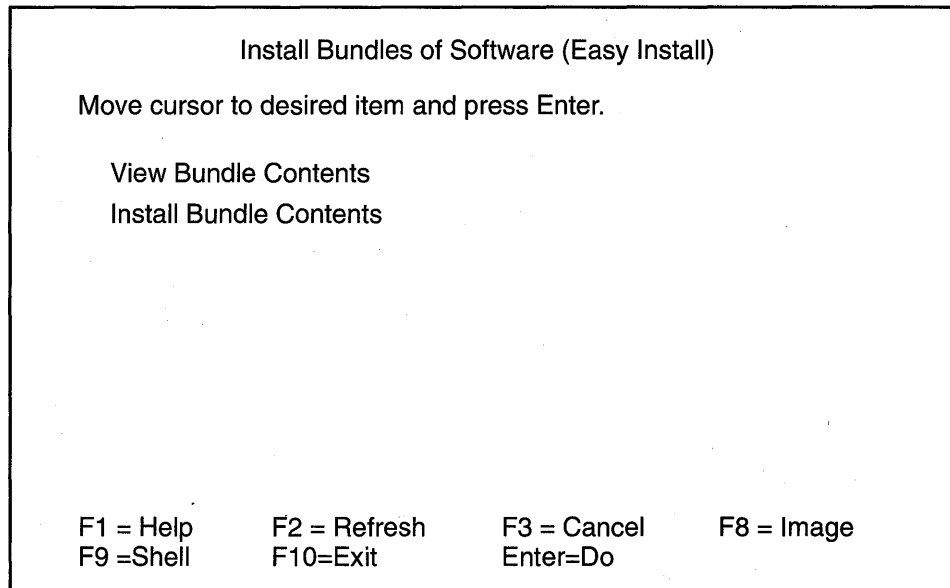 Install Bundles of Software (Easy Install)
Move cursor to desired item and press Enter.
View Bundle Contents
Install Bundle Contents
F1 = Help F2 = Refresh F3 = Cancel F8 = Image
F9 =Shell F10=Exit Enter=Do